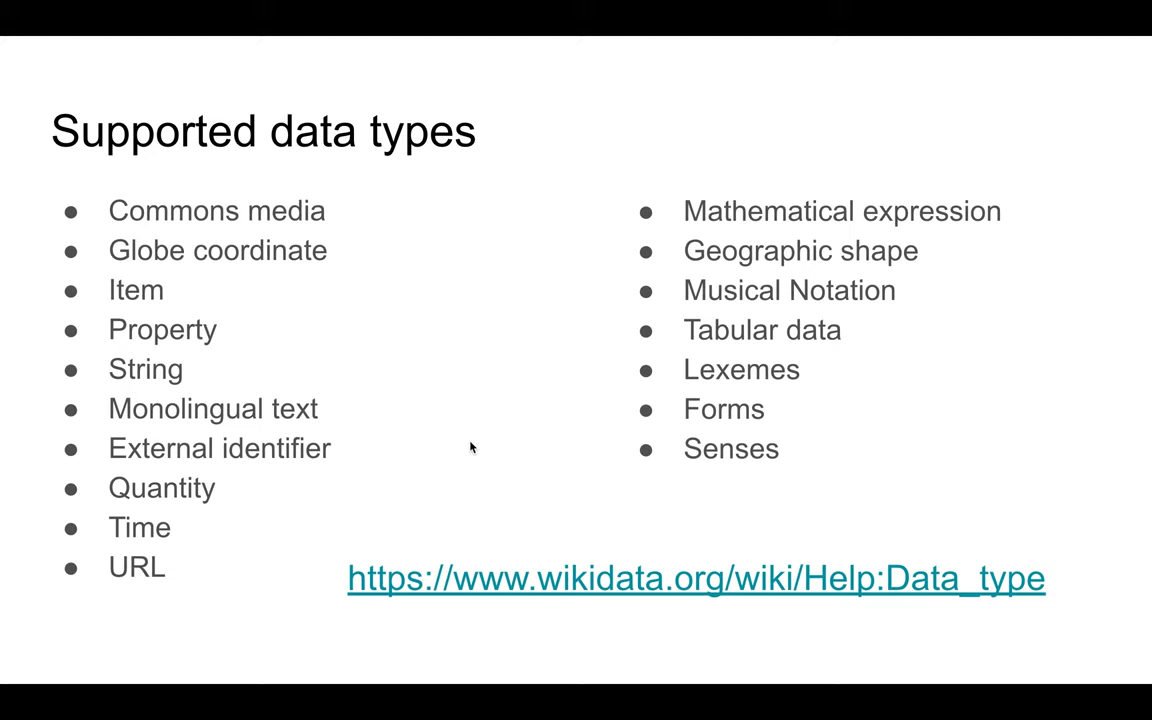 Supported data types
Commons media
Globe coordinate
Item
Property
String
Monolingual text
External identifier
Quantity
Time
URL
Mathematical expression
Geographic shape
Musical Notation
Tabular data
Lexemes
Forms
Senses
https://www.wikidata.org/wiki/Help:Data_type